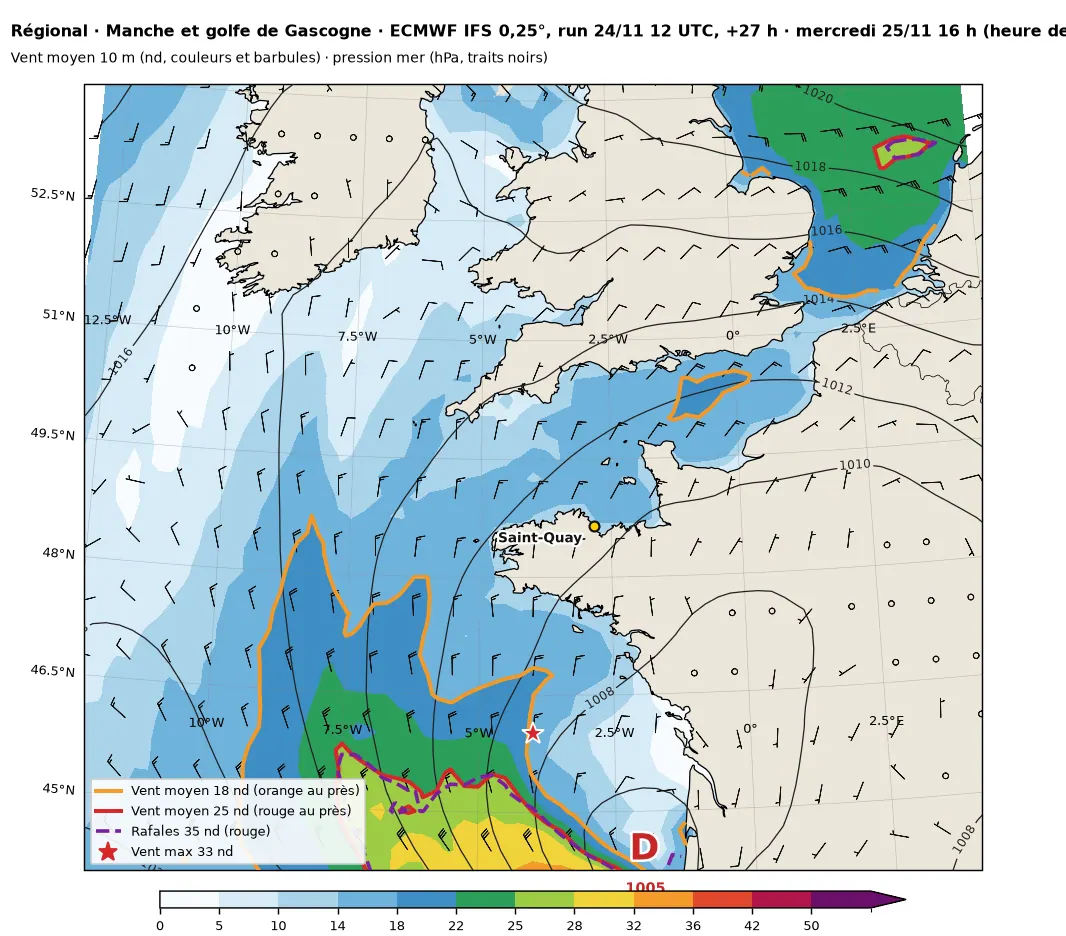 Régional · Manche et golfe de Gascogne · ECMWF IFS 0,25°, run 24/11 12 UTC, +27 h · mercredi 25/11 16 h (heure de
Vent moyen 10 m (nd, couleurs et barbules) · pression mer (hPa, traits noirs)
1020
1018
52.5°N
1016
1014
51°N
12.5°W
10°W
7.5°W
5°W
2.5°W
0°
2.5°E
1016
1012
49.5°N
1010
Saint-Quay
48°N
46.5°N
1008
10°W
7.5°W
5°W
2.5°W
0°
2.5°E
45°N
Vent moyen 18 nd (orange au près)
Vent moyen 25 nd (rouge au près)
Rafales 35 nd (rouge)
Vent max 33 nd
1008
D
1005
0 5 10 14 18 22 25 28 32 36 42 50